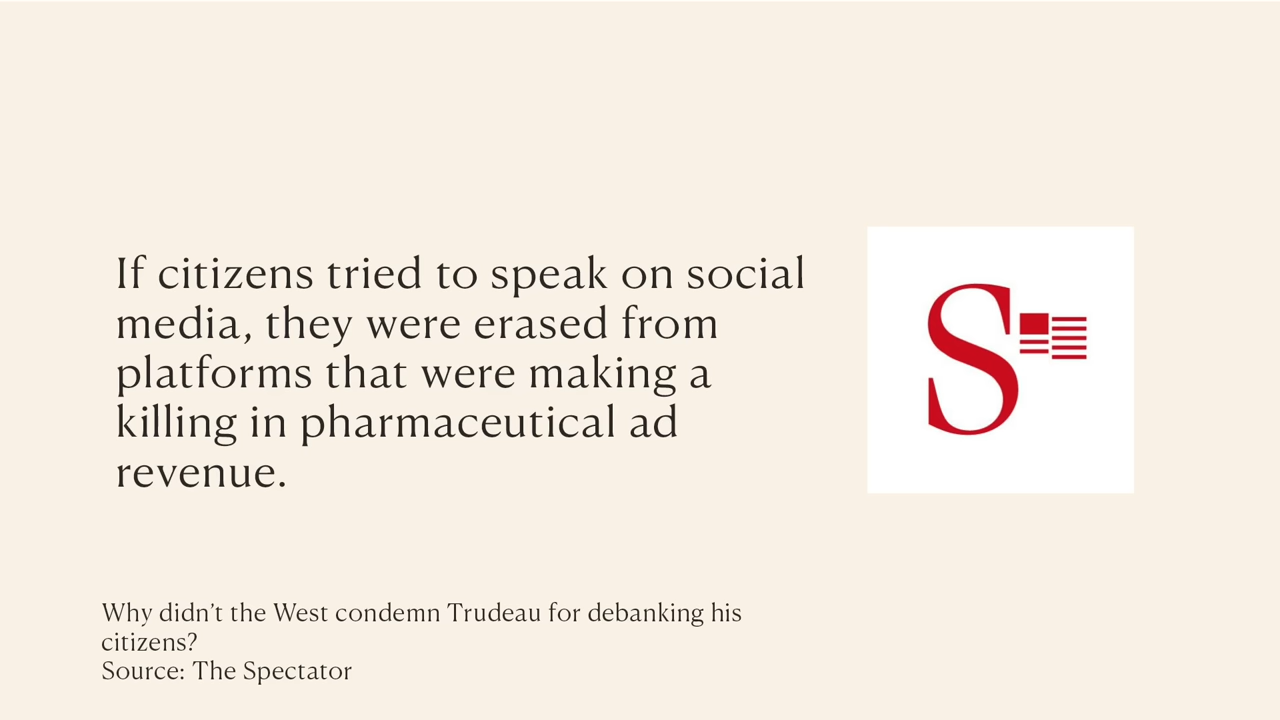 If citizens tried to speak on social
media, they were erased from
platforms that were making a
killing in pharmaceutical ad
revenue.
S
Why didn’t the West condemn Trudeau for debanking his
citizens?
Source: The Spectator